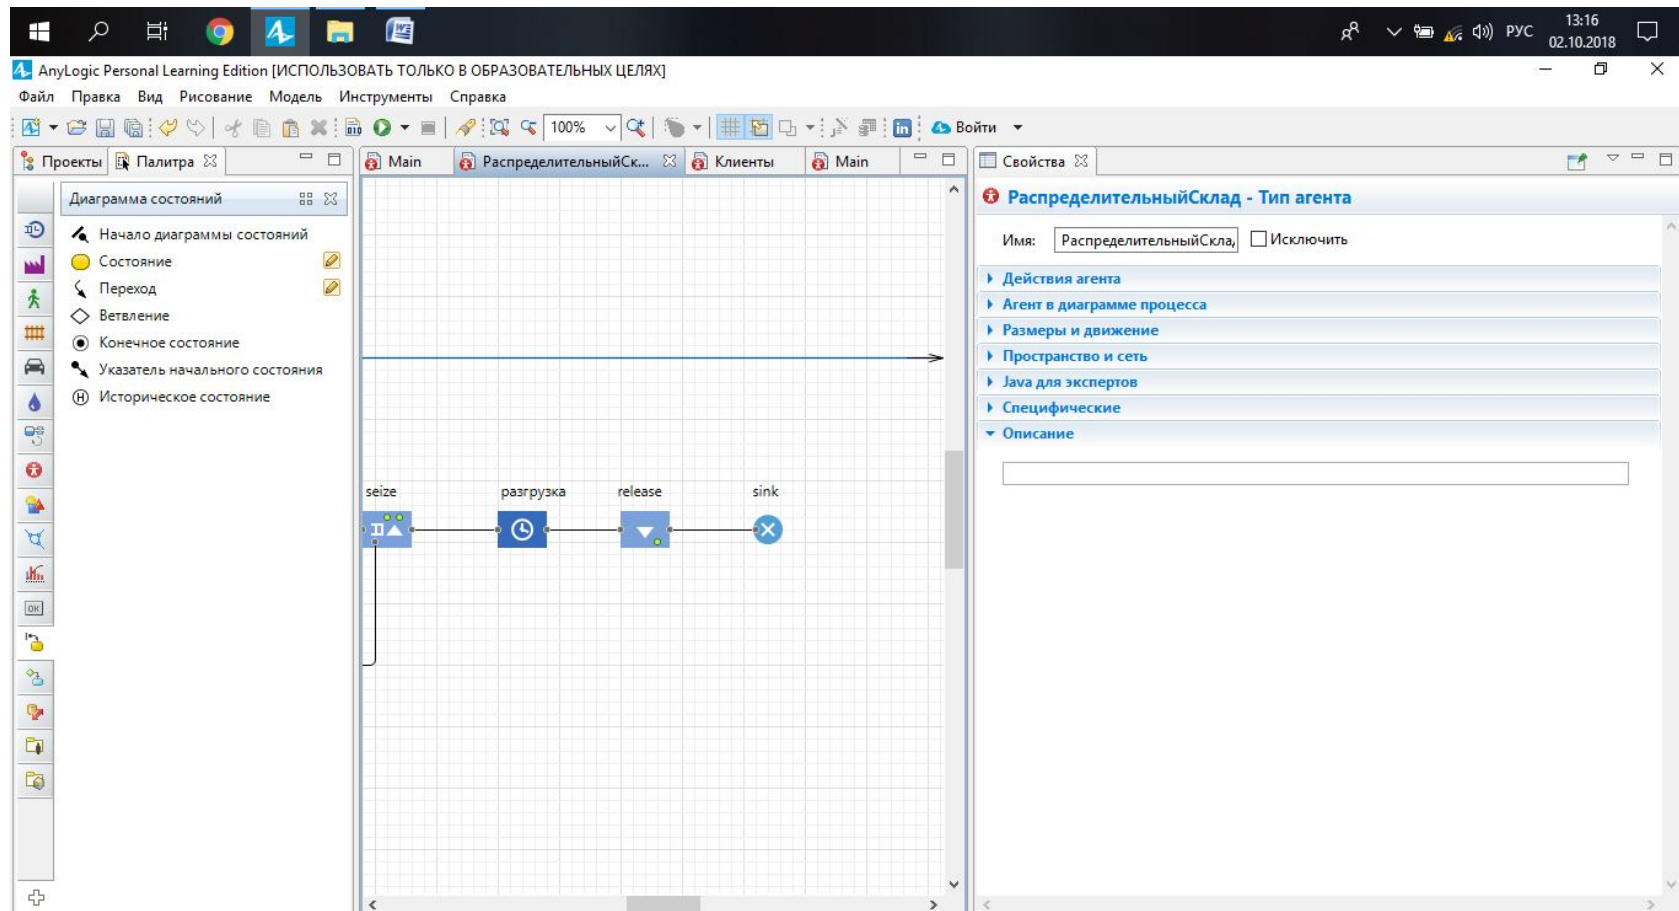 13:16
РУС
02.10.2018
AnyLogic Personal Learning Edition [ИСПОЛЬЗОВАТЬ ТОЛЬКО В ОБРАЗОВАТЕЛЬНЫХ ЦЕЛЯХ]
Файл Правка Вид Рисование Модель Инструменты Справка
100% Войти
Проекты Палитра Main РаспределительныйСк... Клиенты Main Свойства
Диаграмма состояний
Начало диаграммы состояний
Состояние
Переход
Ветвление
Конечное состояние
Указатель начального состояния
Историческое состояние
seize разгрузка release sink
РаспределительныйСклад - Тип агента
Имя: РаспределительныйСкла Исключить
Действия агента
Агент в диаграмме процесса
Размеры и движение
Пространство и сеть
Java для экспертов
Специфические
Описание
OK